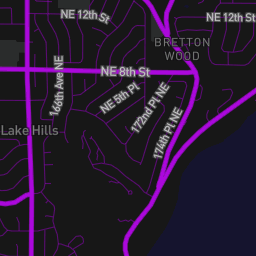 NE 12th St
NE 12th St
BRETTON
WOOD
NE 8th St
166th Ave NE
NE 5th Pl
172nd Pl NE
174th Pl NE
Lake Hills